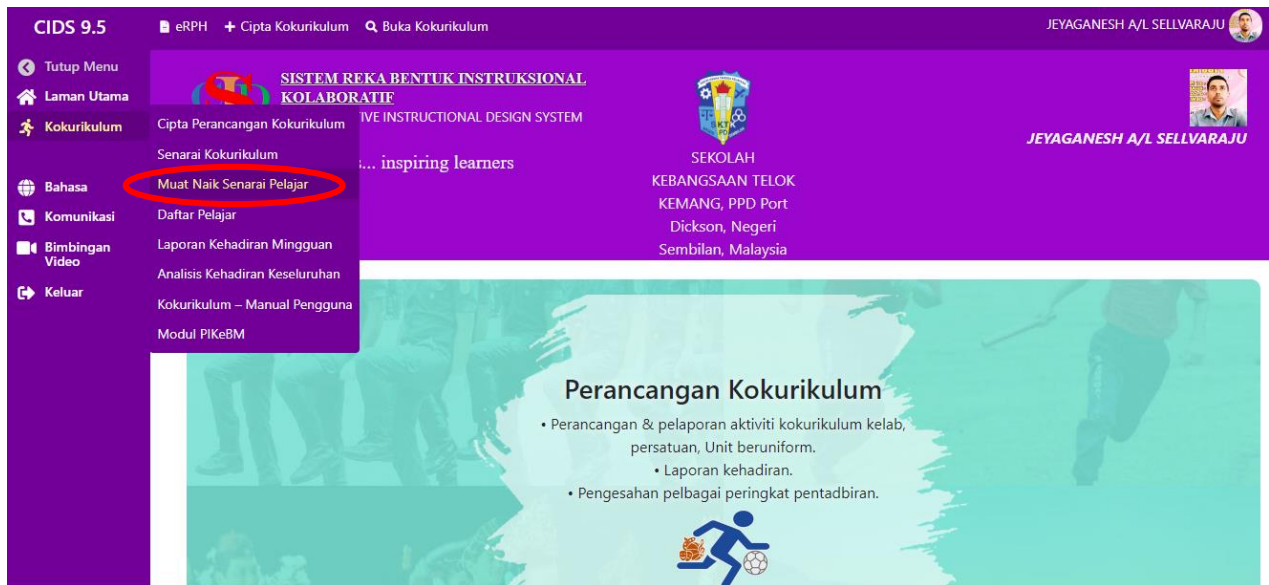 CIDS 9.5
eRPH
Cipta Kokurikulum
Buka Kokurikulum
JEYAGANESH A/L SELLVARAJU
Tutup Menu
Laman Utama
Kokurikulum
Bahasa
Komunikasi
Bimbingan
Video
Keluar
Cipta Perancangan Kokurikulum
Senarai Kokurikulum
Muat Naik Senarai Pelajar
Daftar Pelajar
Laporan Kehadiran Mingguan
Analisis Kehadiran Keseluruhan
Kokurikulum – Manual Pengguna
Modul PIKeBM
SISTEM REKA BENTUK INSTRUKSIONAL
KOLABORATIF
IVE INSTRUCTIONAL DESIGN SYSTEM
... inspiring learners
SEKOLAH
KEBANGSAAN TELOK
KEMANG, PPD Port
Dickson, Negeri
Sembilan, Malaysia
JEYAGANESH A/L SELLVARAJU
Perancangan Kokurikulum
• Perancangan & pelaporan aktiviti kokurikulum kelab,
persatuan, Unit beruniform.
• Laporan kehadiran.
• Pengesahan pelbagai peringkat pentadbiran.